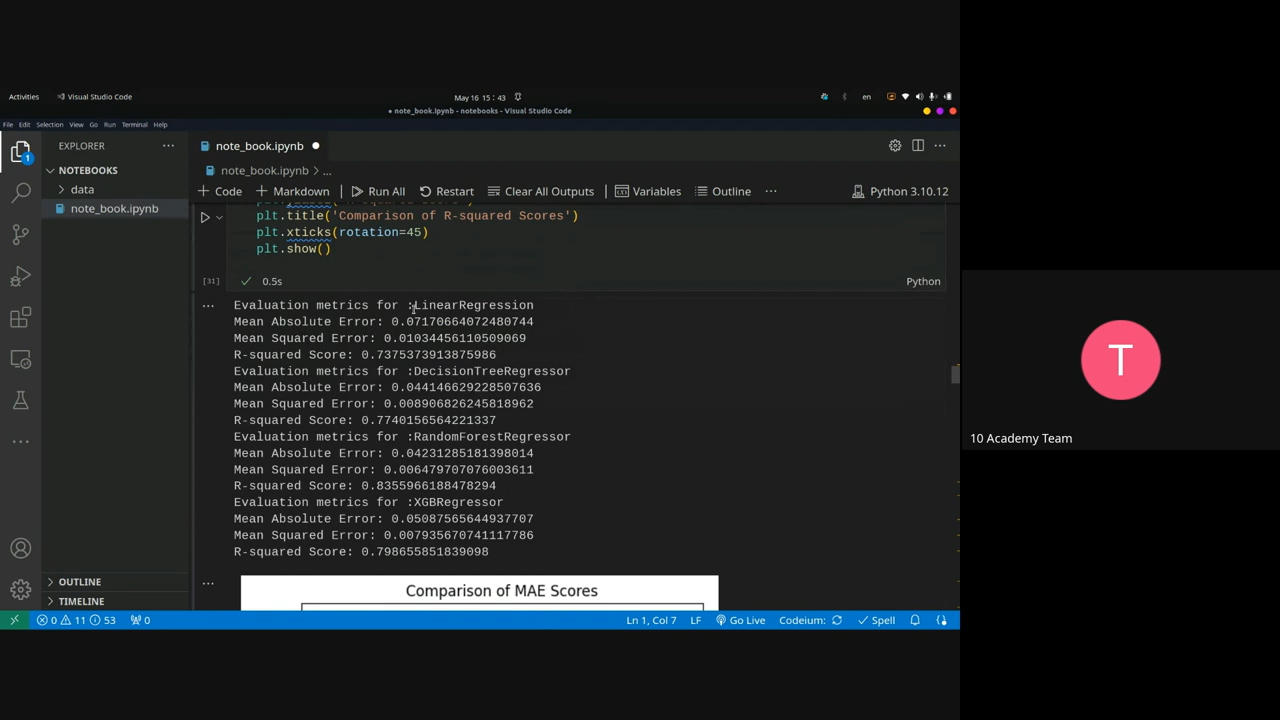 Activities
Visual Studio Code
May 16 15:43
en
● note_book.ipynb - notebooks - Visual Studio Code
File Edit Selection View Go Run Terminal Help
EXPLORER
NOTEBOOKS
data
note_book.ipynb
1
note_book.ipynb
note_book.ipynb > ...
Code
Markdown
Run All
Restart
Clear All Outputs
Variables
Outline
Python 3.10.12
plt.title('Comparison of R-squared Scores')
plt.xticks(rotation=45)
plt.show()
[31]
0.5s
Python
Evaluation metrics for :LinearRegression
Mean Absolute Error: 0.07170664072480744
Mean Squared Error: 0.01034456110509069
R-squared Score: 0.7375373913875986
Evaluation metrics for :DecisionTreeRegressor
Mean Absolute Error: 0.044146629228507636
Mean Squared Error: 0.008906826245818962
R-squared Score: 0.7740156564221337
Evaluation metrics for :RandomForestRegressor
Mean Absolute Error: 0.04231285181398014
Mean Squared Error: 0.006479707076003611
R-squared Score: 0.8355966188478294
Evaluation metrics for :XGBRegressor
Mean Absolute Error: 0.05087565644937707
Mean Squared Error: 0.007935670741117786
R-squared Score: 0.798655851839098
Comparison of MAE Scores
OUTLINE
TIMELINE
0 11 53 0
Ln 1, Col 7
LF
Go Live
Codeium:
Spell
T
10 Academy Team